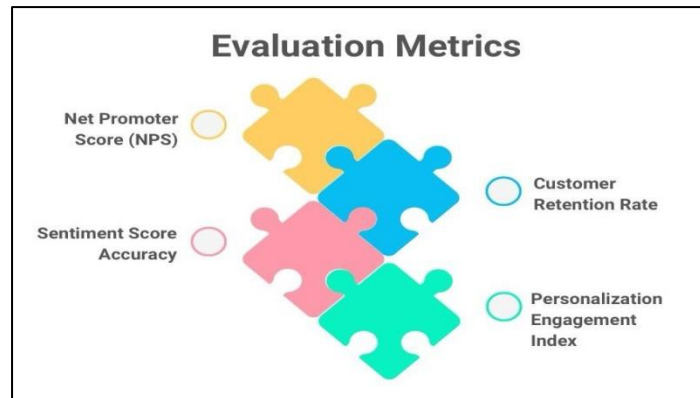 Evaluation Metrics
Net Promoter
Score (NPS)
Customer
Retention Rate
Sentiment Score
Accuracy
Personalization
Engagement
Index